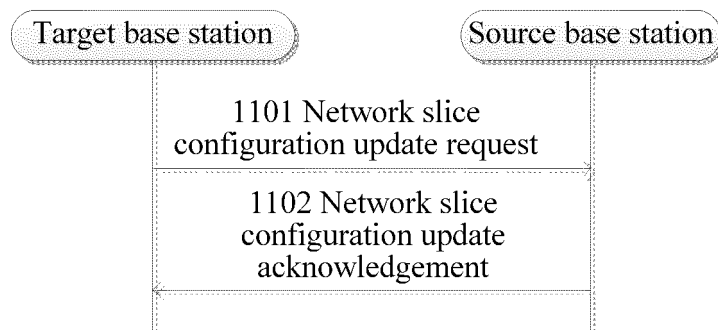 Target base station
Source base station
1101 Network slice
configuration update request
1102 Network slice
configuration update
acknowledgement